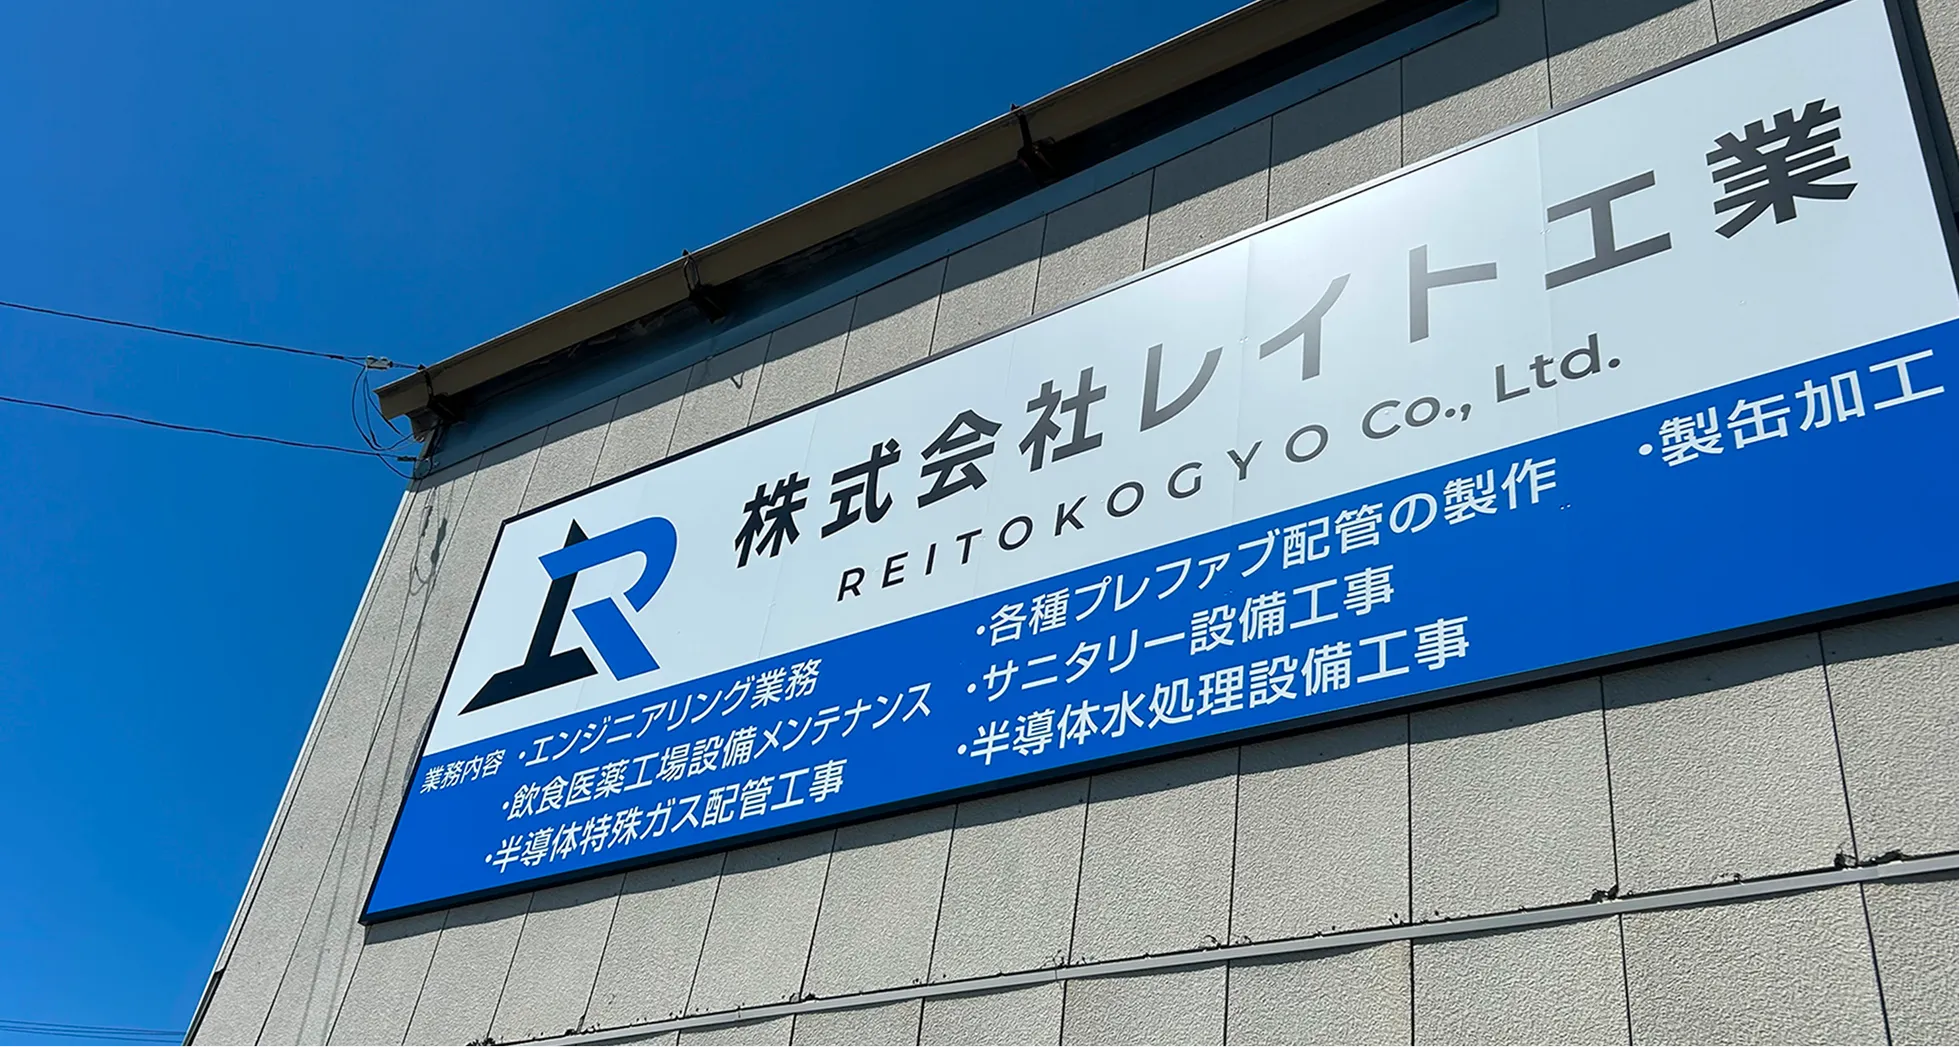 株式会社レイト工業
REITOKOGYO Co., Ltd.
業務内容
・エンジニアリング業務
・飲食医薬工場設備メンテナンス
・半導体特殊ガス配管工事
・各種プレファブ配管の製作
・サニタリー設備工事
・半導体水処理設備工事
・製缶加工